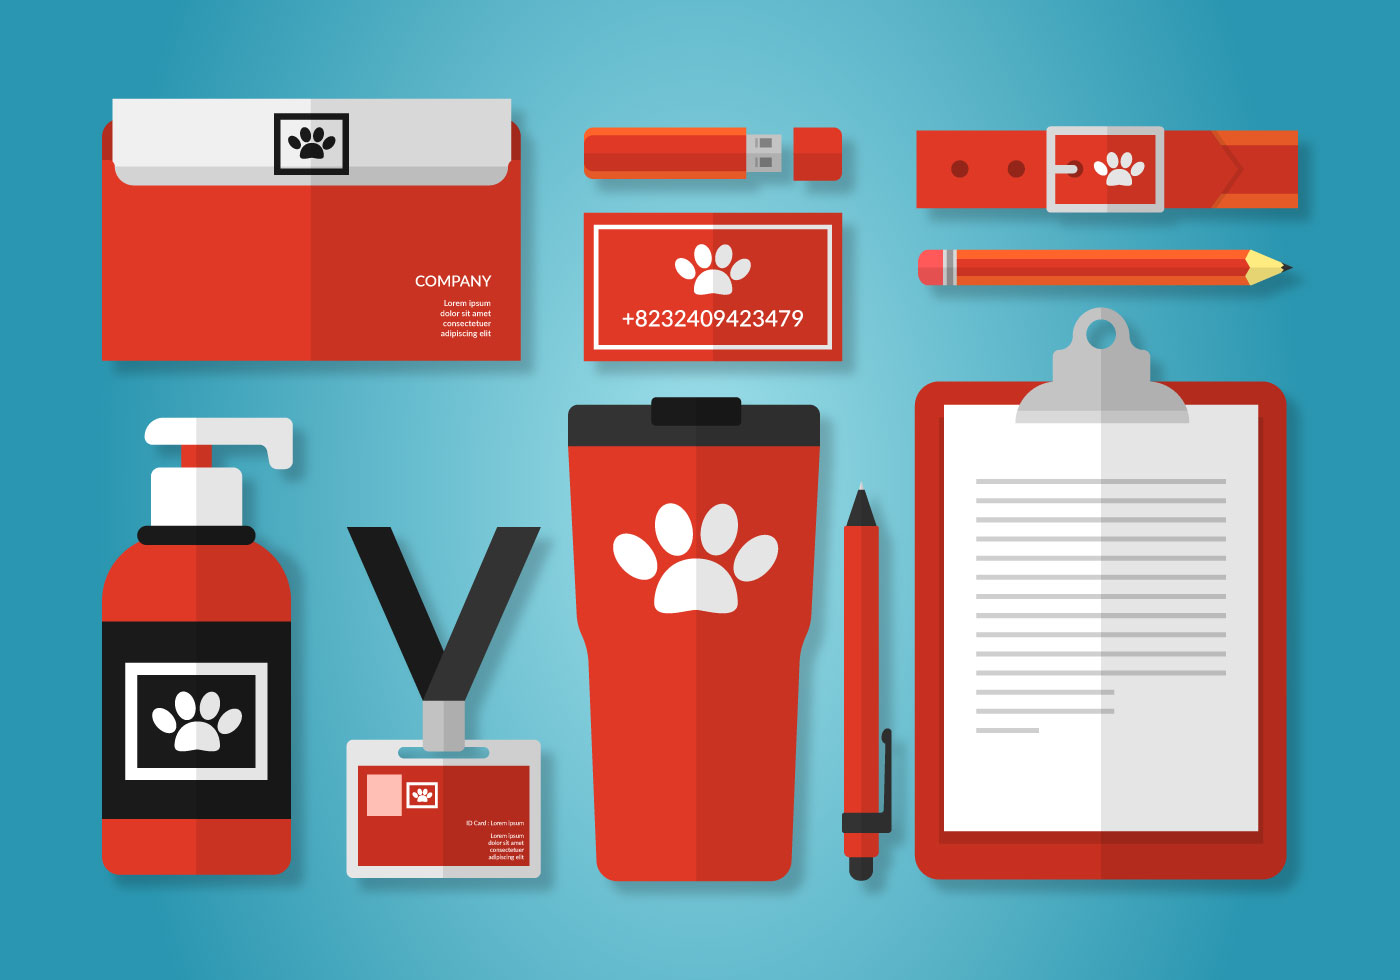 COMPANY
Lorem ipsum
dolor sit amet
consectetuer
adipiscing elit
+8232409423479
ID Card : Lorem ipsum
Lorem ipsum
dolor sit amet
consectetuer
adipiscing elit